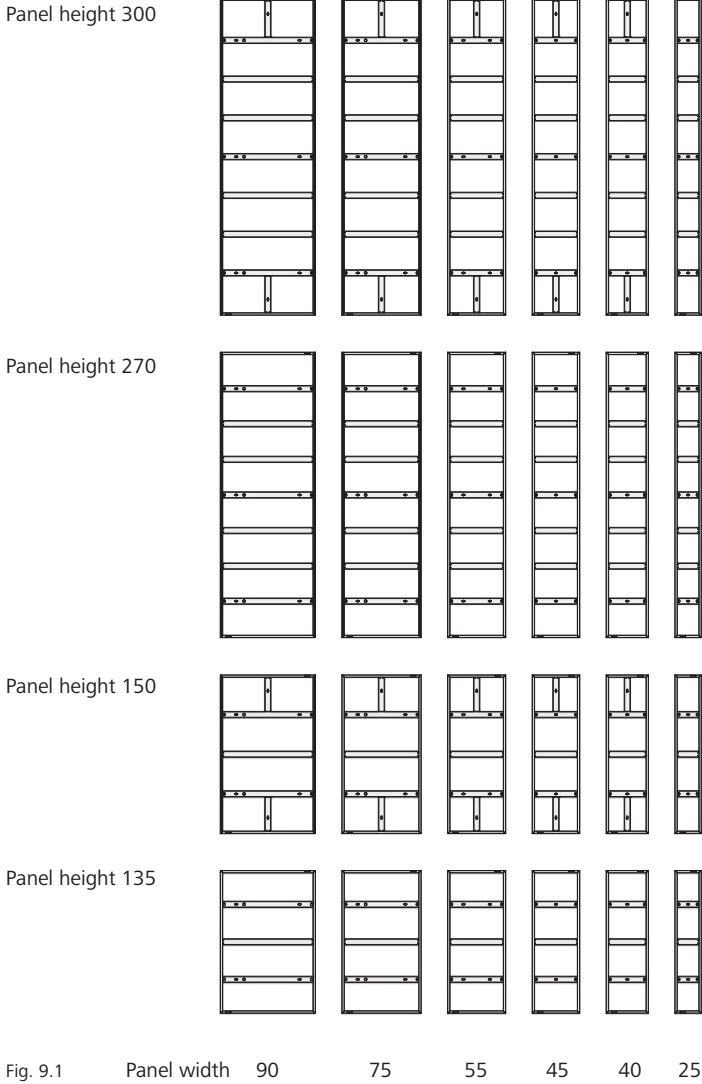 Panel height 300
Panel height 270
Panel height 150
Panel height 135
Fig. 9.1 Panel width 90 75 55 45 40 25